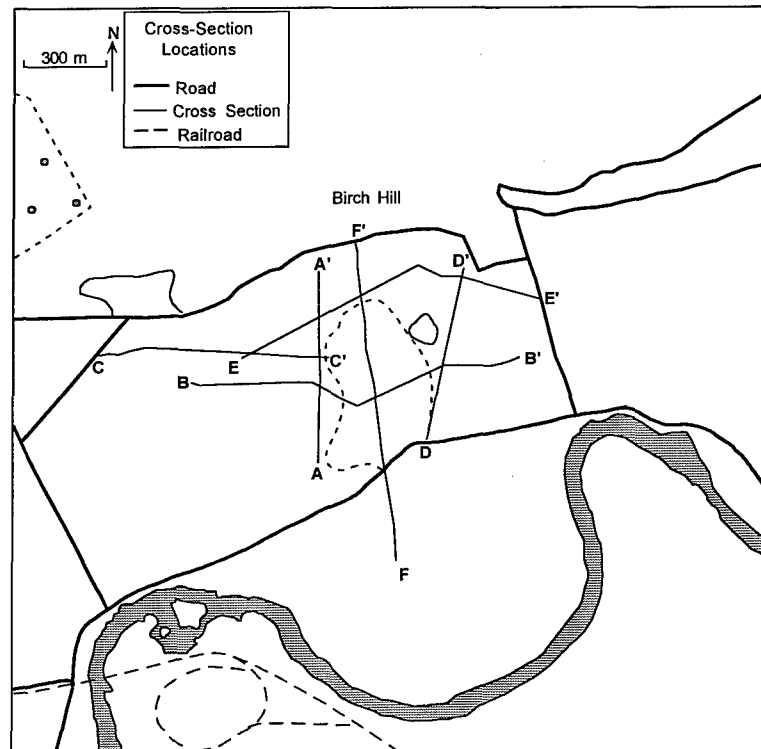 Cross-Section
Locations
N
300 m
Road
Cross Section
Railroad
Birch Hill
F'
A'
D'
E'
C
E
C'
B
B'
A
D
F